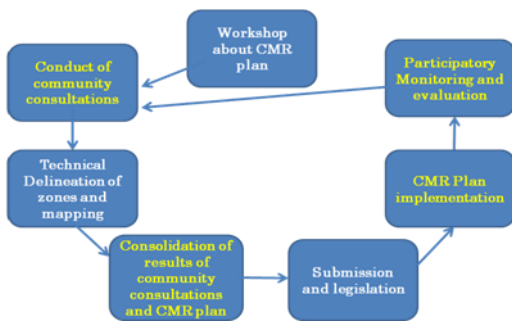 Workshop
about CMR
plan
Conduct of
community
consultations
Participatory
Monitoring and
evaluation
Technical
Delineation of
zones and
mapping
CMR Plan
implementation
Consolidation of
results of
community
consultations
and CMR plan
Submission
and legislation